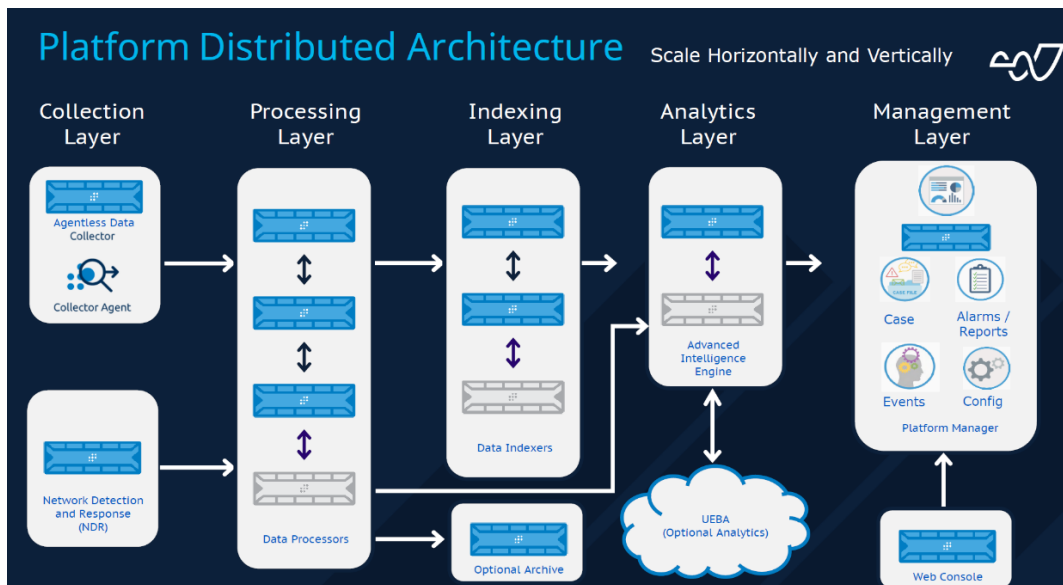 Platform Distributed Architecture
Scale Horizontally and Vertically
Collection
Layer
Processing
Layer
Indexing
Layer
Analytics
Layer
Management
Layer
Agentless Data
Collector
Collector Agent
Network Detection
and Response
(NDR)
Data Processors
Data Indexers
Optional Archive
Advanced
Intelligence
Engine
UEBA
(Optional Analytics)
CASE FILE
Case
Alarms /
Reports
Events
Config
Platform Manager
Web Console